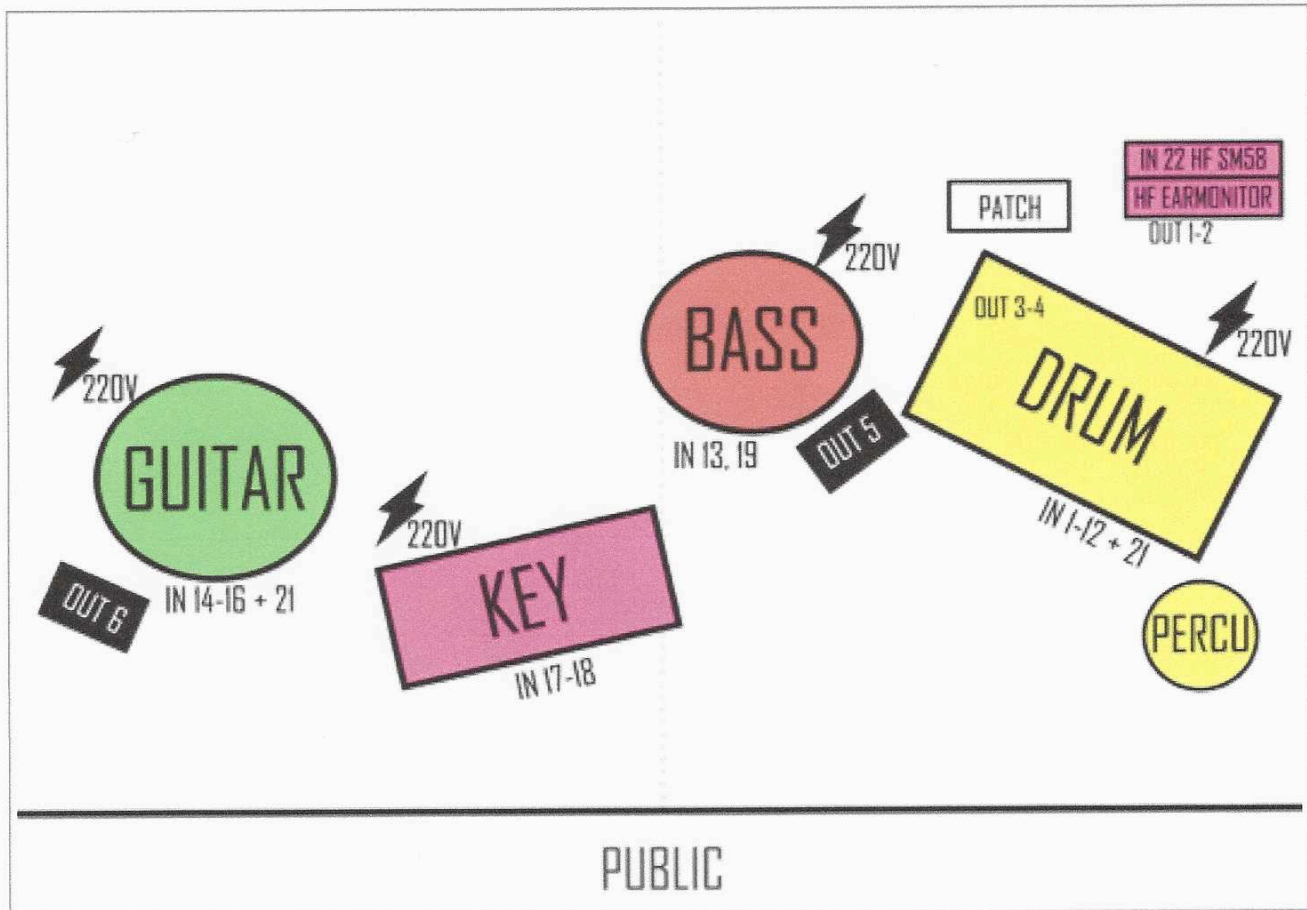 IN 22 HF SM58
HF EARMONITOR
OUT 1-2
PATCH
220V
BASS
IN 13, 19
OUT 5
OUT 3-4
DRUM
220V
IN 1-12 + 21
PERCU
220V
GUITAR
IN 14-16 + 21
OUT 6
220V
KEY
IN 17-18
PUBLIC